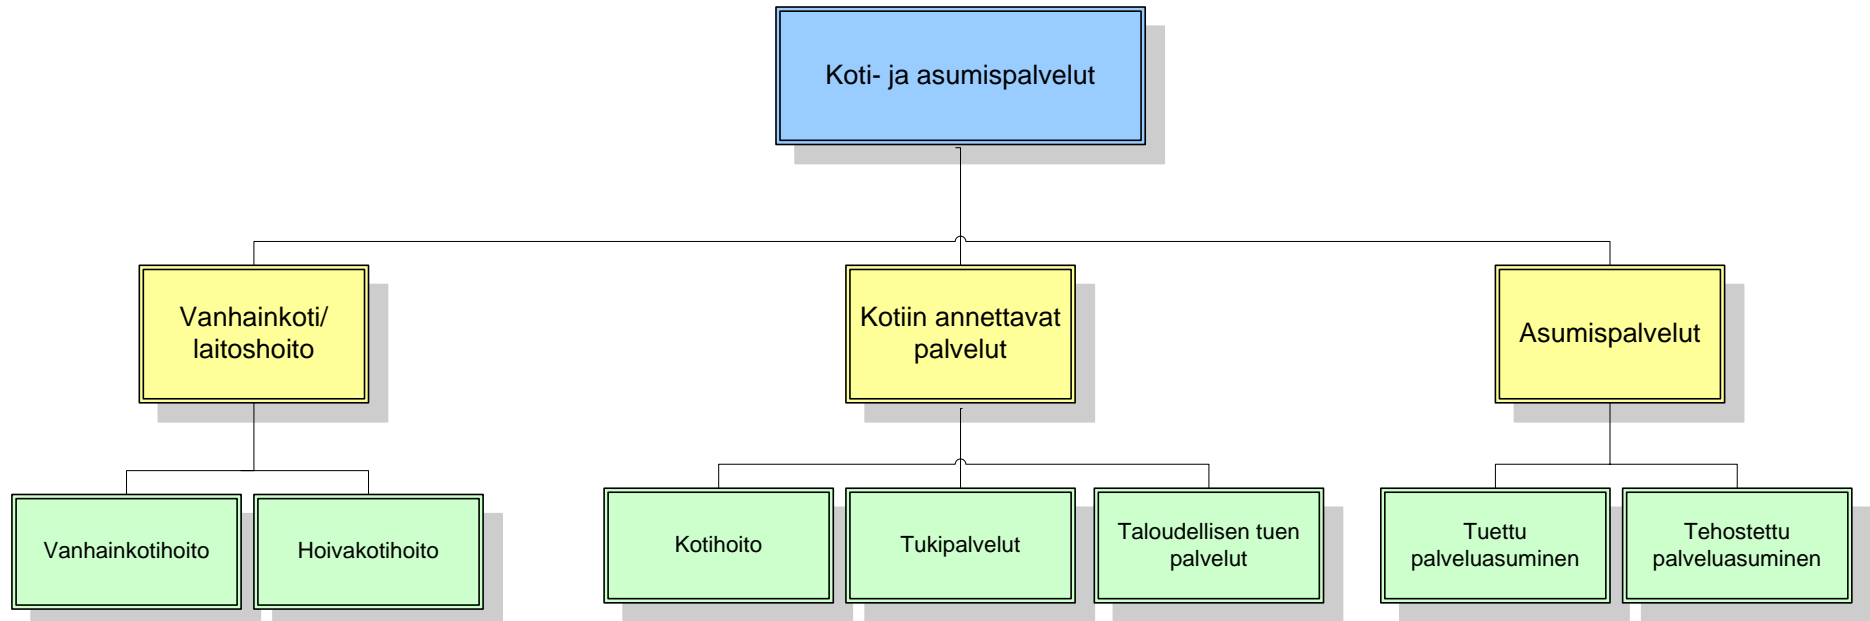 Koti- ja asumispalvelut
Vanhainkoti/
laitoshoito
Kotiin annettavat
palvelut
Asumispalvelut
Vanhainkotihoito
Hoivakotihoito
Kotihoito
Tukipalvelut
Taloudellisen tuen
palvelut
Tuettu
palveluasuminen
Tehostettu
palveluasuminen